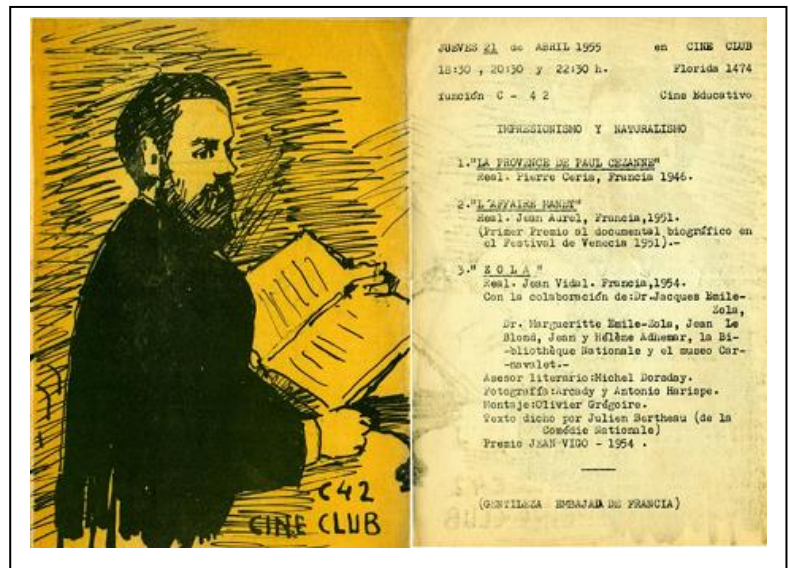 C42
CINE CLUB
JUEVES 21 de ABRIL 1955 en CINE CLUB
18:30 , 20:30 y 22:30 h. Florida 1474
función C - 4 2 Cine Educativo
IMPRESIONISMO Y NATURALISMO
1."LA PROVENCE DE PAUL CEZANNE"
Real. Pierre Ceria, Francia 1946.
2."L'AFFAIRE MANET"
Real. Jean Aurel, Francia,1951.
(Primer Premio al documental biográfico en
el Festival de Venecia 1951).-
3." Z O L A "
Real. Jean Vidal. Francia,1954.
Con la colaboración de:Dr.Jacques Emile-
Zola,
Dr. Margueritte Emile-Zola, Jean Le
Blond, Jean y Hélène Adhemar, la Bi-
-bliothèque Nationale y el museo Car-
-navalet.-
Asesor literario:Michel Dorsday.
Fotografía:Arcady y Antonio Harispe.
Montaje:Olivier Grégoire.
Texto dicho por Julien Bertheau (de la
Comédie Nationale)
Premio JEAN VIGO - 1954 .
(GENTILEZA EMBAJADA DE FRANCIA)